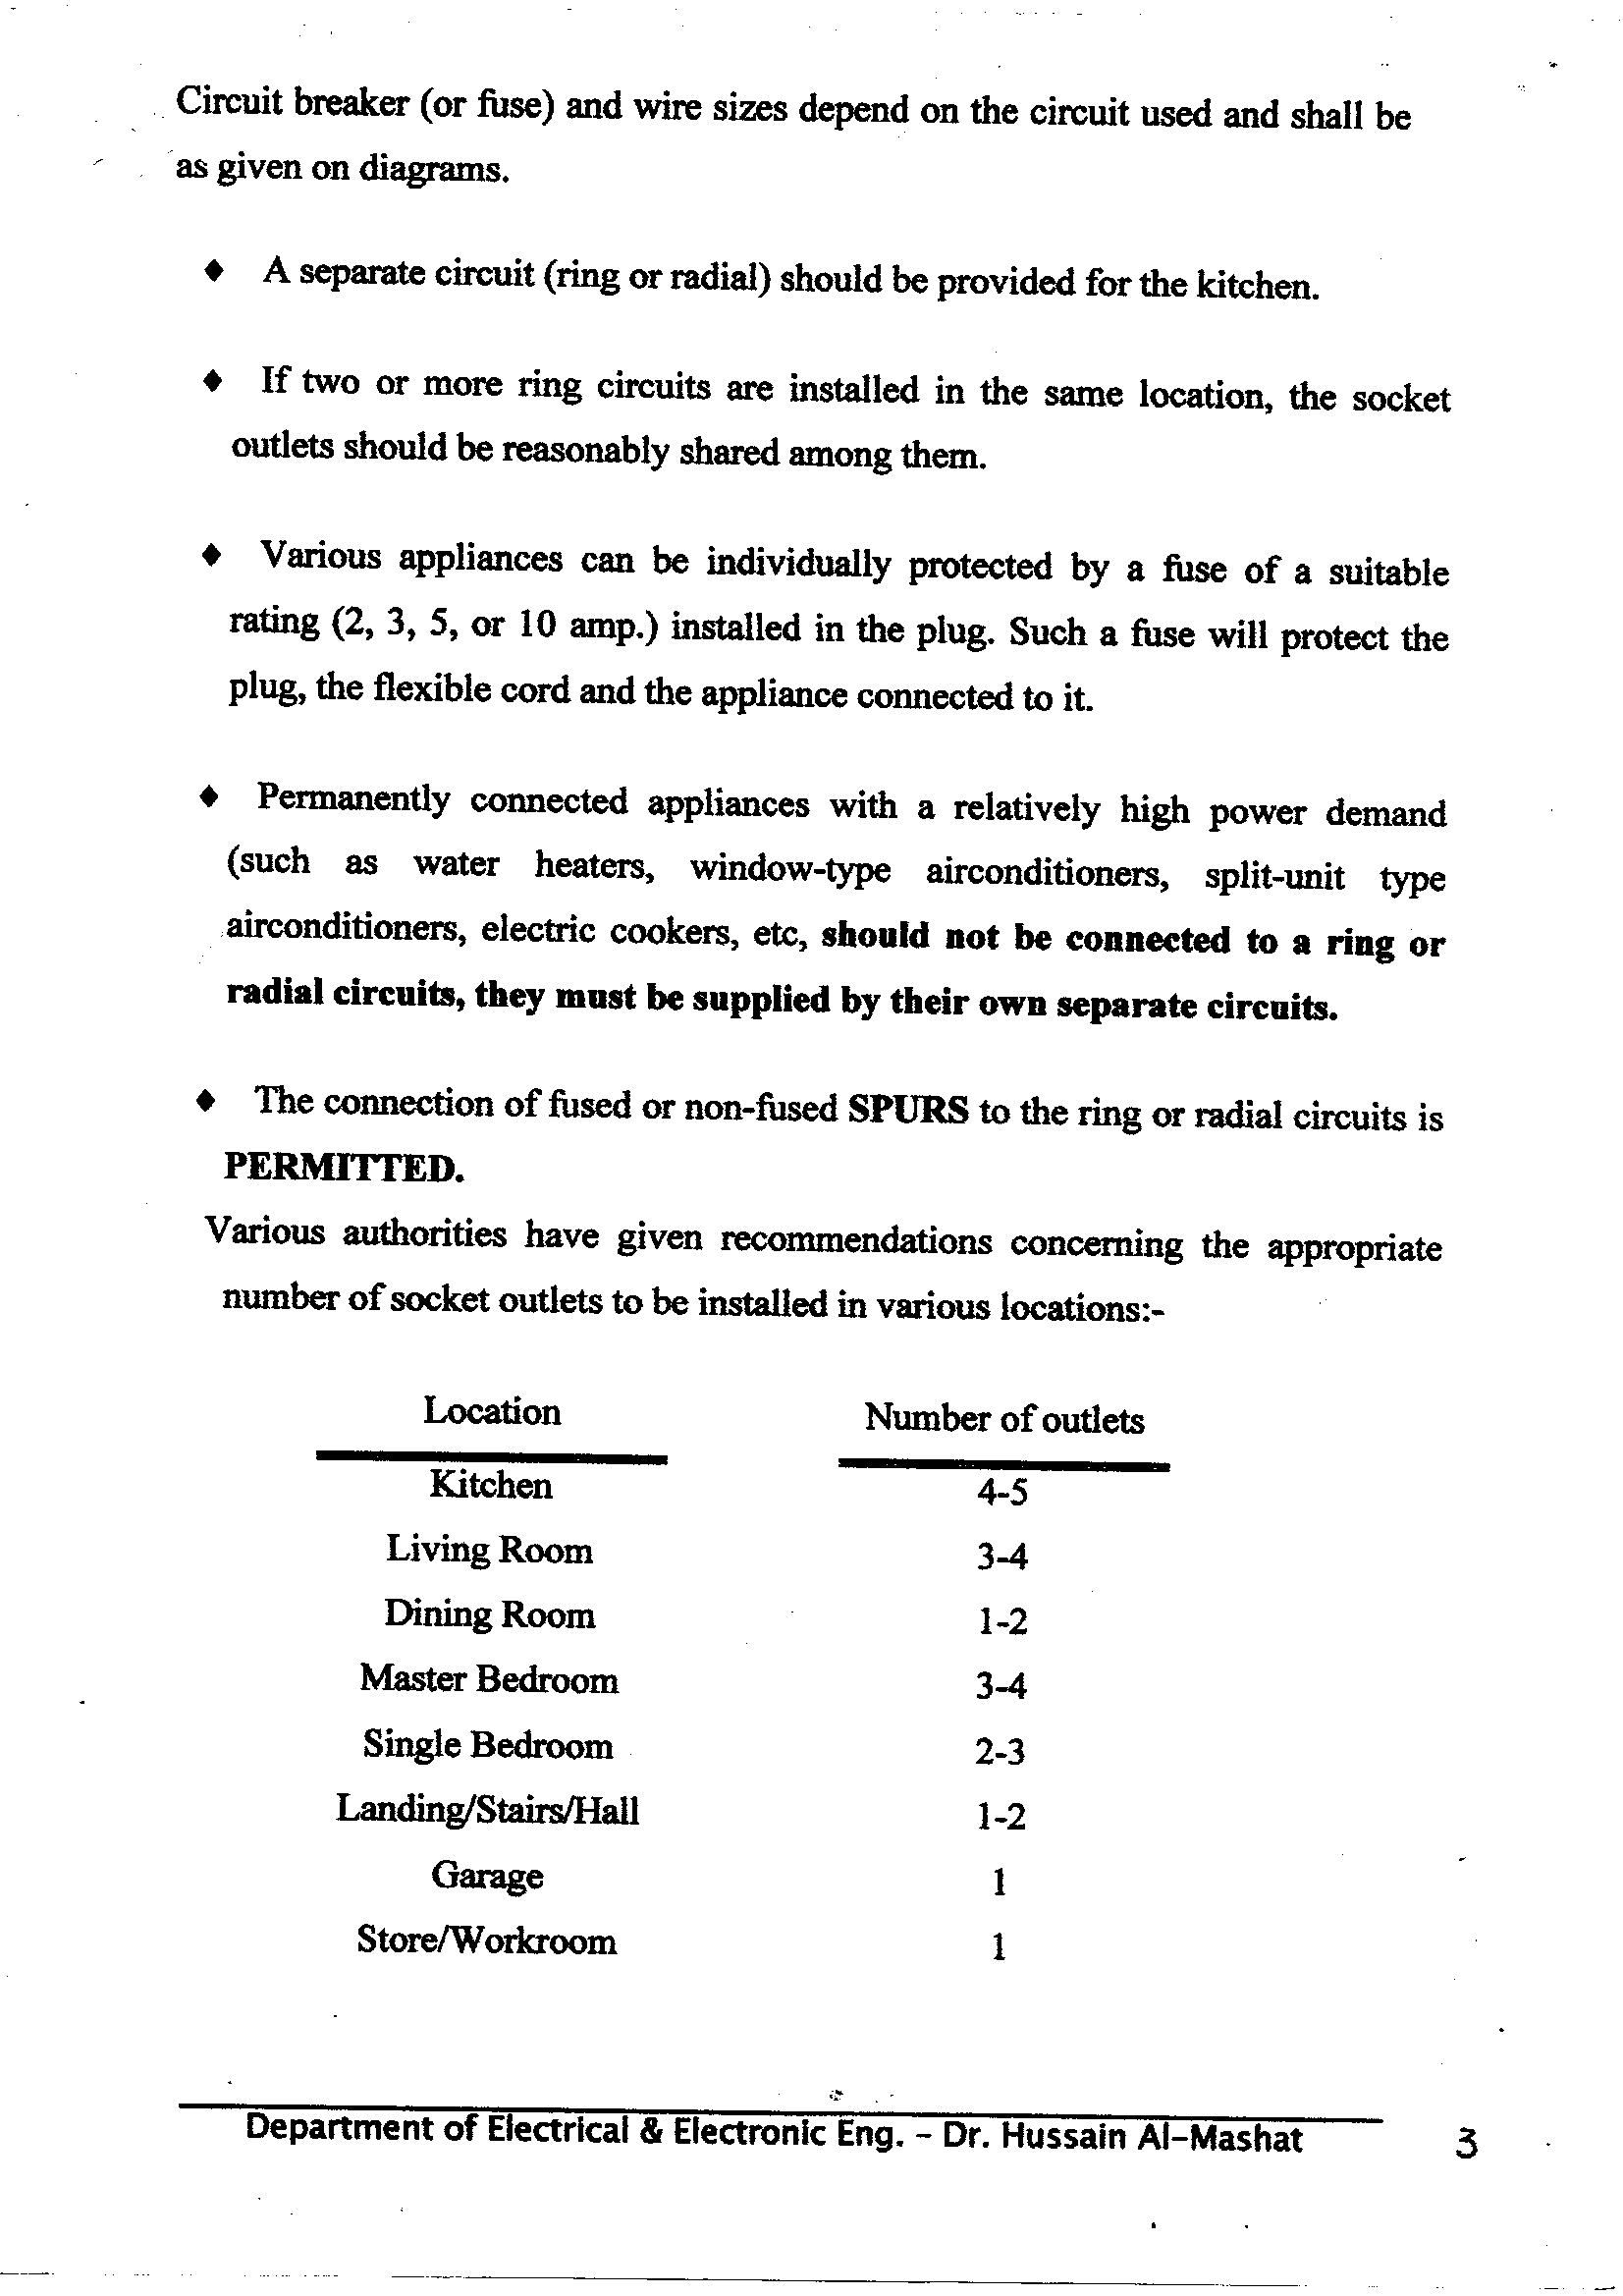 Circuit breaker (or fuse) and wire sizes depend on the circuit used and shall be
as given on diagrams.
♦ A separate circuit (ring or radial) should be provided for the kitchen.
♦ If two or more ring circuits are installed in the same location, the socket
outlets should be reasonably shared among them.
♦ Various appliances can be individually protected by a fuse of a suitable
rating (2, 3, 5, or 10 amp.) installed in the plug. Such a fuse will protect the
plug, the flexible cord and the appliance connected to it.
♦ Permanently connected appliances with a relatively high power demand
(such as water heaters, window-type airconditioners, split-unit type
airconditioners, electric cookers, etc, should not be connected to a ring or
radial circuits, they must be supplied by their own separate circuits.
♦ The connection of fused or non-fused SPURS to the ring or radial circuits is
PERMITTED.
Various authorities have given recommendations concerning the appropriate
number of socket outlets to be installed in various locations:-
Location Number of outlets
Kitchen 4-5
Living Room 3-4
Dining Room 1-2
Master Bedroom 3-4
Single Bedroom 2-3
Landing/Stairs/Hall 1-2
Garage 1
Store/Workroom 1
Department of Electrical & Electronic Eng. - Dr. Hussain Al-Mashat 3